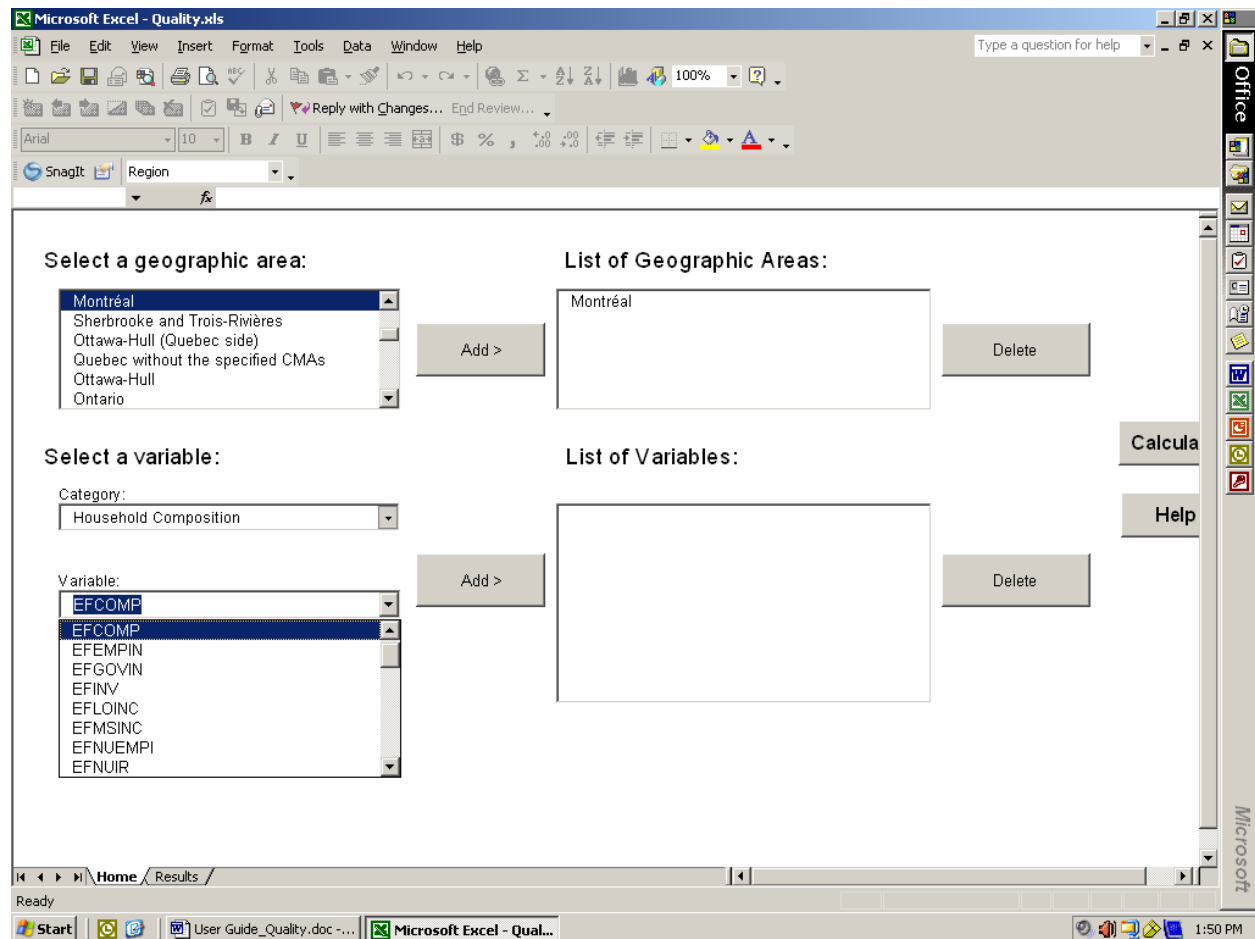 Microsoft Excel - Quality.xls
File Edit View Insert Format Tools Data Window Help
Type a question for help
100%
Reply with Changes... End Review...
Arial 10 B I U $ % ,
SnagIt Region
fx
Office
Select a geographic area:
List of Geographic Areas:
Montréal
Sherbrooke and Trois-Rivières
Ottawa-Hull (Quebec side)
Quebec without the specified CMAs
Ottawa-Hull
Ontario
Add >
Montréal
Delete
Calcula
Help
Select a variable:
List of Variables:
Category:
Household Composition
Variable:
EFCOMP
EFCOMP
EFEMPIN
EFGOVIN
EFINV
EFLOINC
EFMSINC
EFNUEMPI
EFNUIR
Add >
Delete
Microsoft
Home Results
Ready
Start User Guide_Quality.doc -... Microsoft Excel - Qual... 1:50 PM